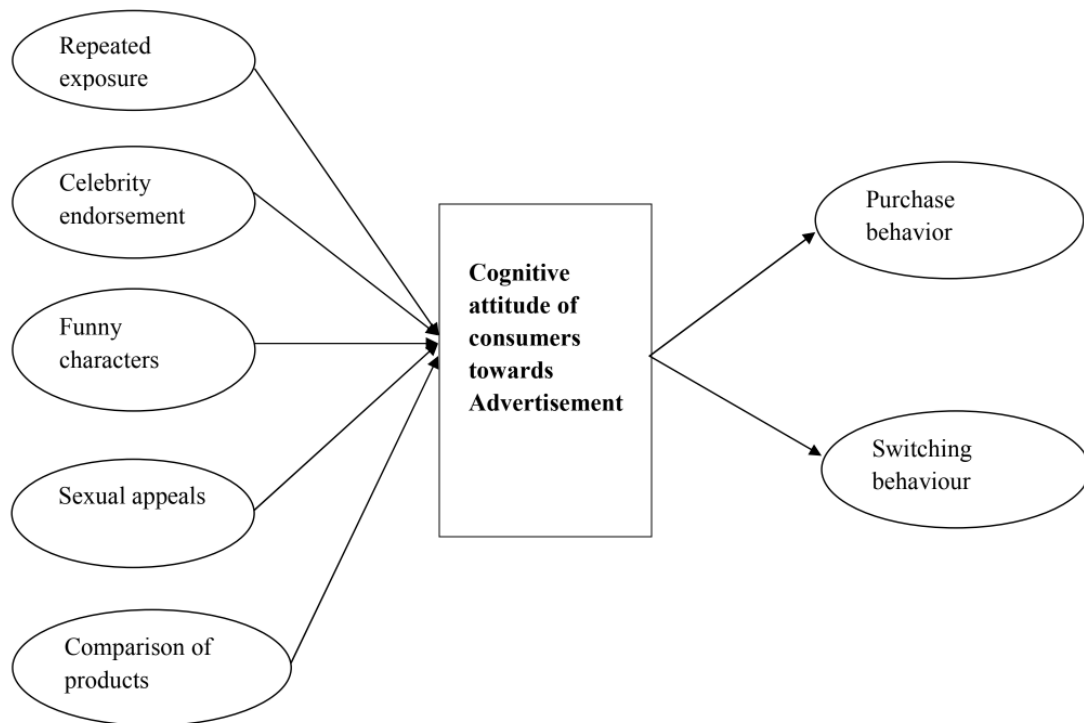 Repeated
exposure
Celebrity
endorsement
Funny
characters
Sexual appeals
Comparison of
products
Cognitive
attitude of
consumers
towards
Advertisement
Purchase
behavior
Switching
behaviour